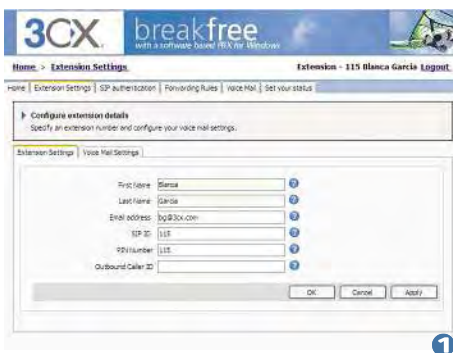 3CX
breakfree
with a software based PBX for Windows
Home > Extension Settings
Extension - 115 Blanca Garcia Logout
Home | Extension Settings | SIP authentication | Forwarding Rules | Voice Mail | Set your status
Configure extension details
Specify an extension number and configure your voice mail settings.
Extension Settings | Voice Mail Settings
First Name Blanca
Last Name Garcia
Email address bg@3cx.com
SIP ID 115
PIN Number 115
Outbound Caller ID
OK Cancel Apply
1